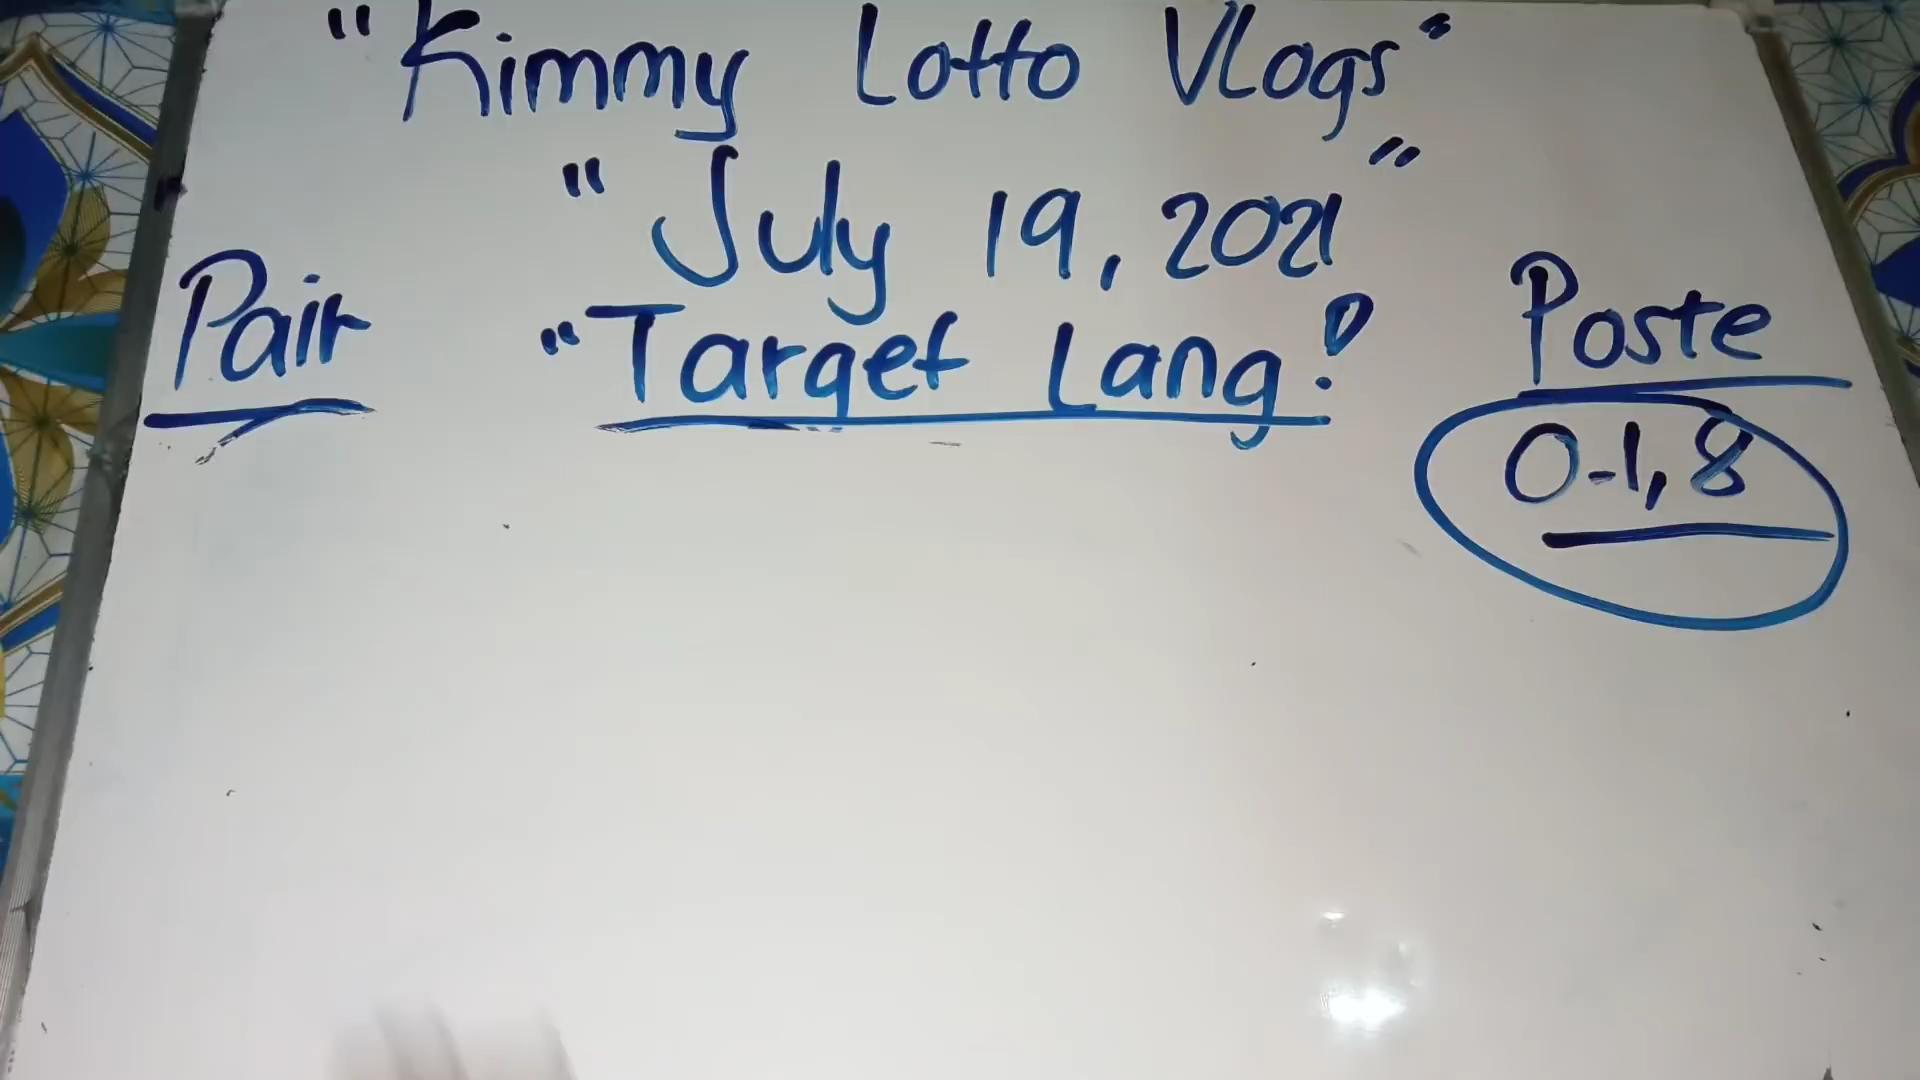 "Kimmy Lotto Vlogs"
"July 19, 2021"
Pair
"Target Lang!
Poste
0-1,8